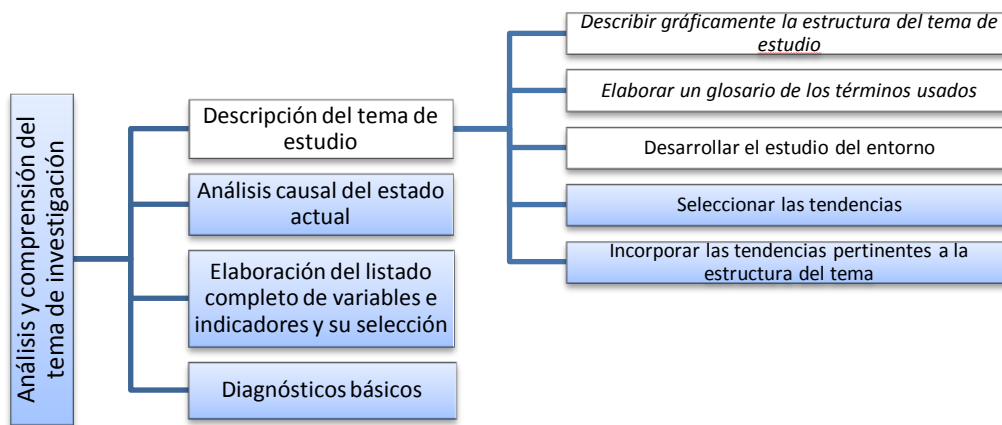 Análisis y comprensión del
tema de investigación
Descripción del tema de
estudio
Análisis causal del estado
actual
Elaboración del listado
completo de variables e
indicadores y su selección
Diagnósticos básicos
Describir gráficamente la estructura del tema de
estudio
Elaborar un glosario de los términos usados
Desarrollar el estudio del entorno
Seleccionar las tendencias
Incorporar las tendencias pertinentes a la
estructura del tema